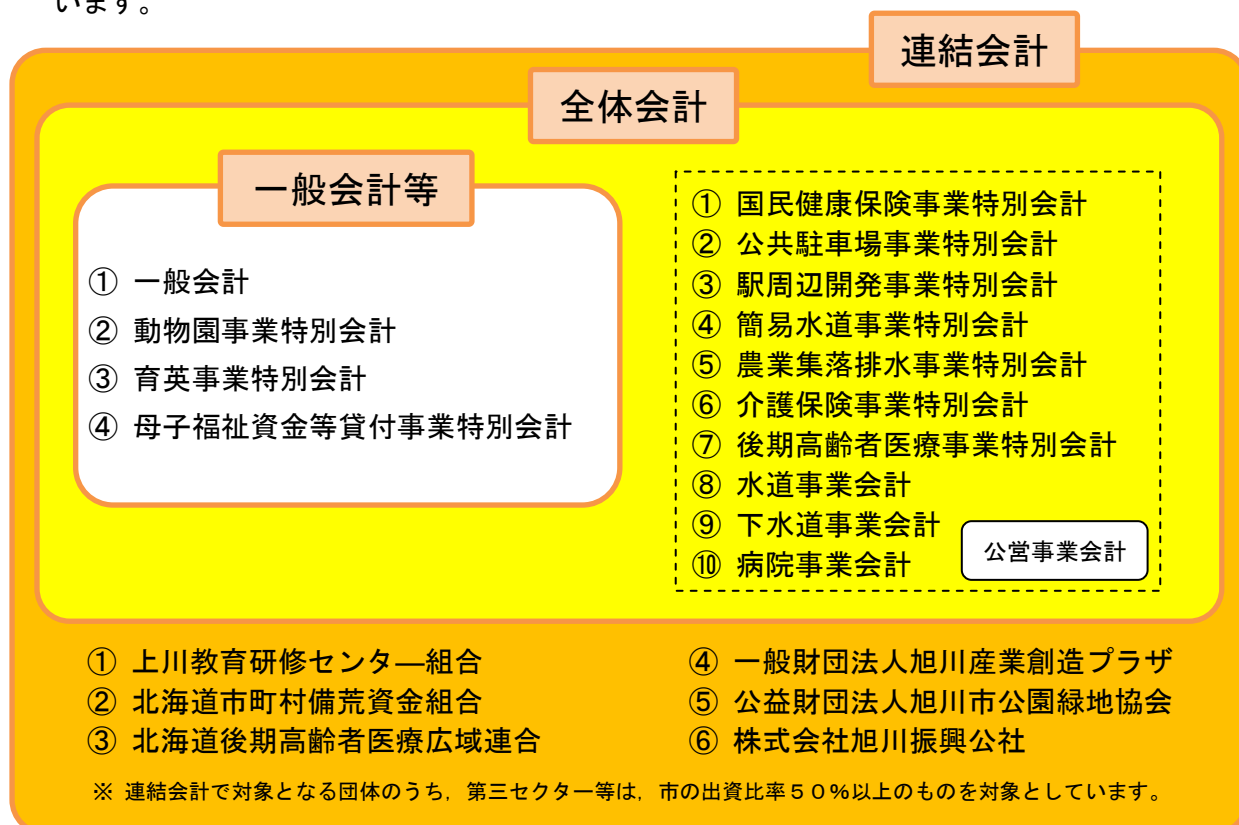 います。
連結会計
全体会計
一般会計等
① 一般会計
② 動物園事業特別会計
③ 育英事業特別会計
④ 母子福祉資金等貸付事業特別会計
① 国民健康保険事業特別会計
② 公共駐車場事業特別会計
③ 駅周辺開発事業特別会計
④ 簡易水道事業特別会計
⑤ 農業集落排水事業特別会計
⑥ 介護保険事業特別会計
⑦ 後期高齢者医療事業特別会計
⑧ 水道事業会計
⑨ 下水道事業会計
⑩ 病院事業会計
公営事業会計
① 上川教育研修センタ―組合
② 北海道市町村備荒資金組合
③ 北海道後期高齢者医療広域連合
④ 一般財団法人旭川産業創造プラザ
⑤ 公益財団法人旭川市公園緑地協会
⑥ 株式会社旭川振興公社
※ 連結会計で対象となる団体のうち，第三セクター等は，市の出資比率５０％以上のものを対象としています。